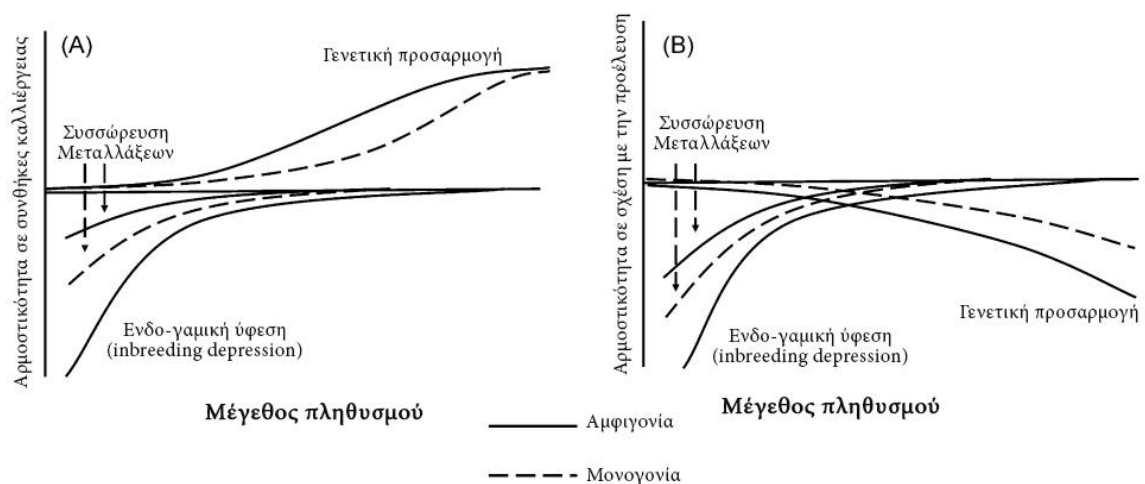 Αρμοστικότητα σε συνθήκες καλλιέργειας
(A)
Γενετική προσαρμογή
Συσσώρευση
Μεταλλάξεων
Ενδο-γαμική ύφεση
(inbreeding depression)
Μέγεθος πληθυσμού
Αρμοστικότητα σε σχέση με την προέλευση
(B)
Συσσώρευση
Μεταλλάξεων
Γενετική προσαρμογή
Ενδο-γαμική ύφεση
(inbreeding depression)
Μέγεθος πληθυσμού
Αμφιγονία
Μονογονία